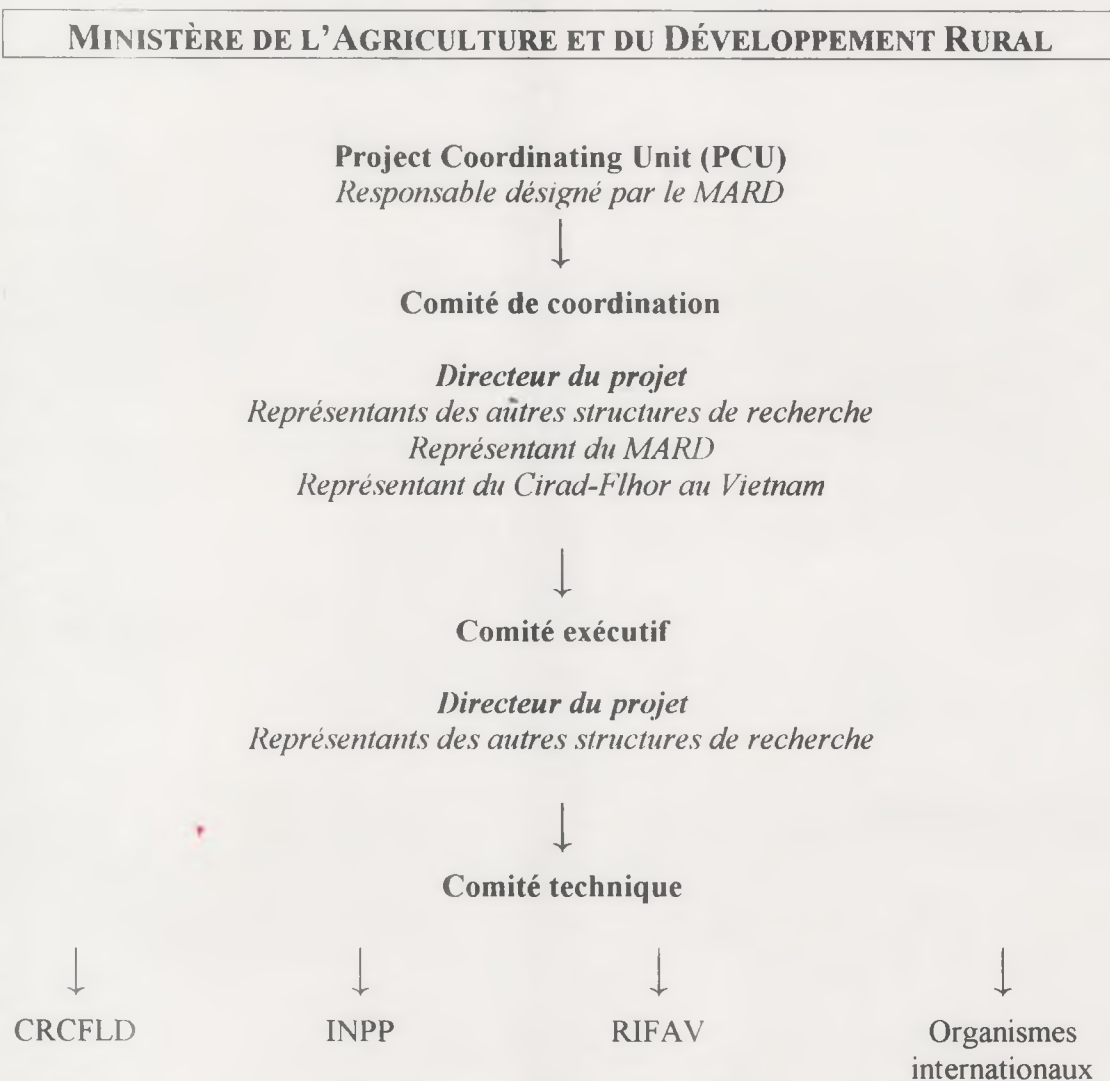 MINISTÈRE DE L'AGRICULTURE ET DU DÉVELOPPEMENT RURAL
Project Coordinating Unit (PCU)
Responsable désigné par le MARD
Comité de coordination
Directeur du projet
Représentants des autres structures de recherche
Représentant du MARD
Représentant du Cirad-Flhor au Vietnam
Comité exécutif
Directeur du projet
Représentants des autres structures de recherche
Comité technique
CRCFLD INPP RIFAV Organismes
internationaux